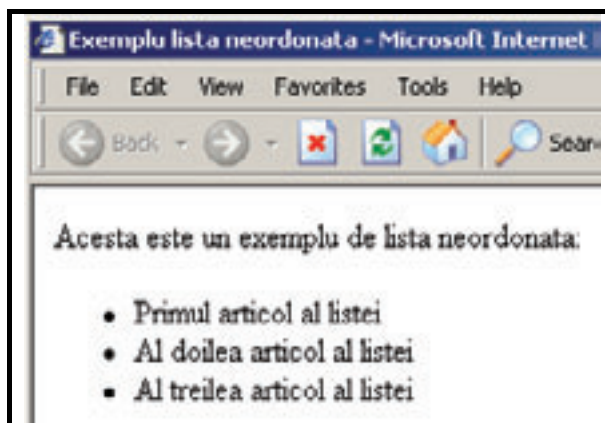 Exemplu lista neordonata - Microsoft Internet
File Edit View Favorites Tools Help
Back Sear
Acesta este un exemplu de lista neordonata:
Primul articol al listei
Al doilea articol al listei
Al treilea articol al listei